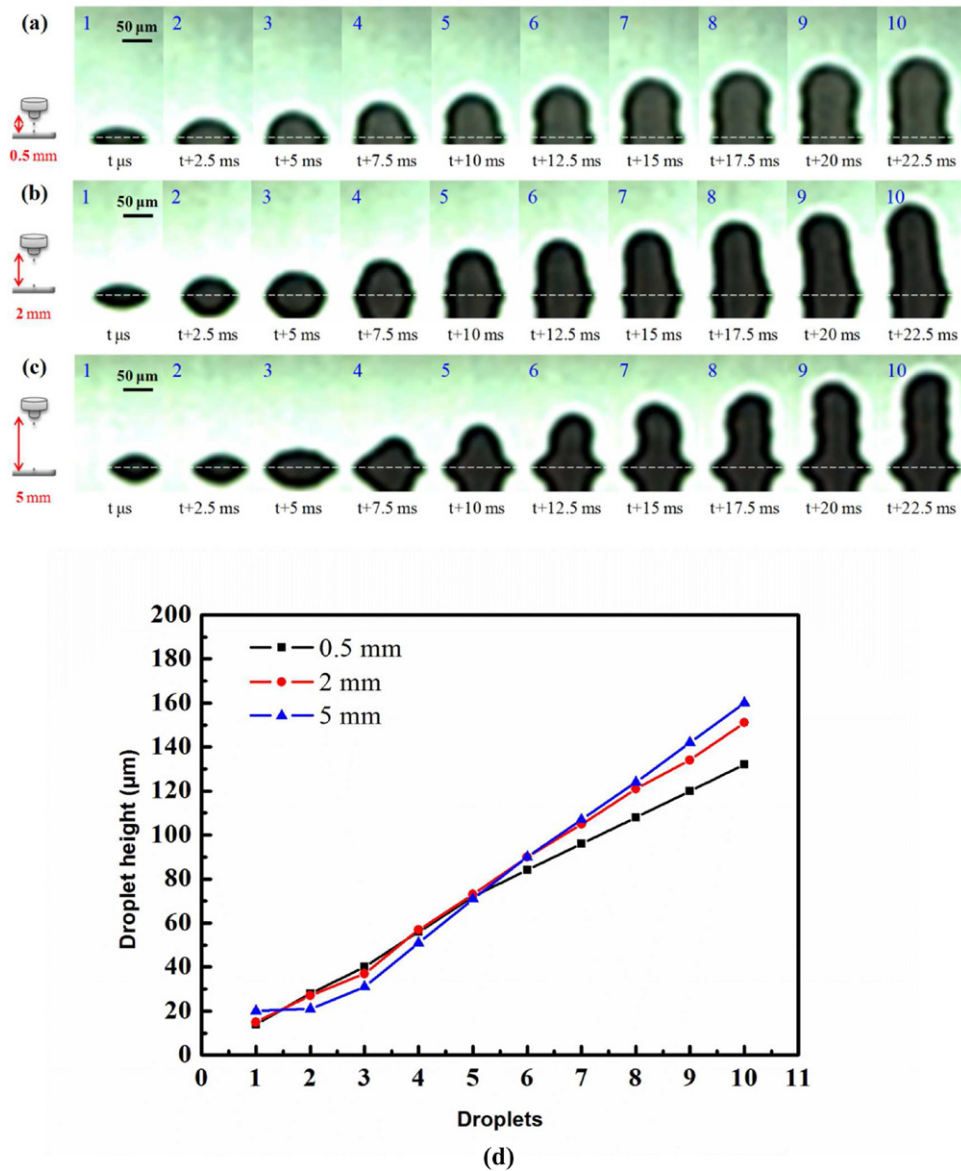 (a)
1 2 3 4 5 6 7 8 9 10
50 µm
0.5 mm
t µs t+2.5 ms t+5 ms t+7.5 ms t+10 ms t+12.5 ms t+15 ms t+17.5 ms t+20 ms t+22.5 ms
(b)
1 2 3 4 5 6 7 8 9 10
50 µm
2 mm
t µs t+2.5 ms t+5 ms t+7.5 ms t+10 ms t+12.5 ms t+15 ms t+17.5 ms t+20 ms t+22.5 ms
(c)
1 2 3 4 5 6 7 8 9 10
50 µm
5 mm
t µs t+2.5 ms t+5 ms t+7.5 ms t+10 ms t+12.5 ms t+15 ms t+17.5 ms t+20 ms t+22.5 ms
200
180
160
140
120
100
80
60
40
20
0
Droplet height (µm)
0.5 mm
2 mm
5 mm
0 1 2 3 4 5 6 7 8 9 10 11
Droplets
(d)